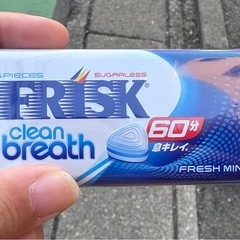 PIECES SUGARLESS
FRISK
clean
breath
60分
息キレイ.
FRESH MIN